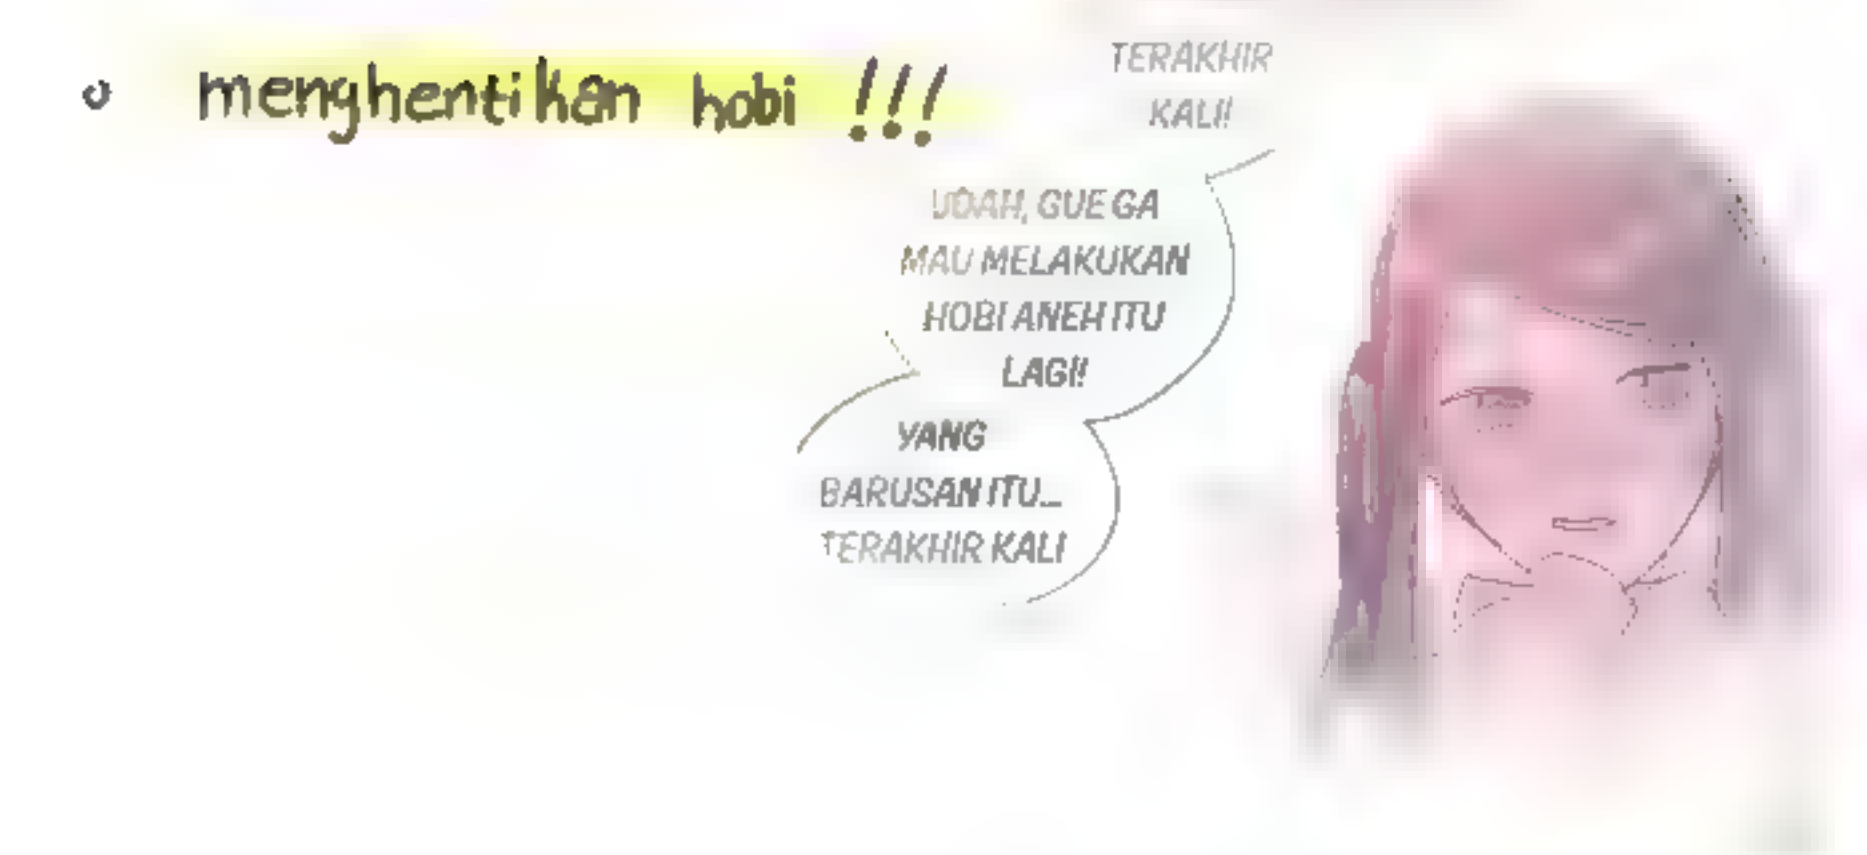 menghentikan hobi !!!
TERAKHIR
KALI!
UDAH, GUE GA
MAU MELAKUKAN
HOBI ANEH ITU
LAGI!
YANG
BARUSAN ITU...
TERAKHIR KALI